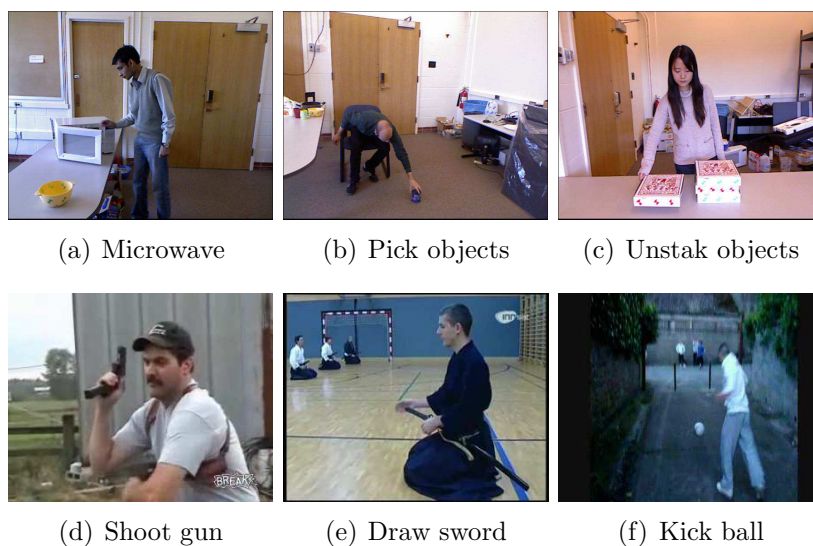 (a) Microwave
(b) Pick objects
(c) Unstak objects
BREAK
(d) Shoot gun
(e) Draw sword
(f) Kick ball